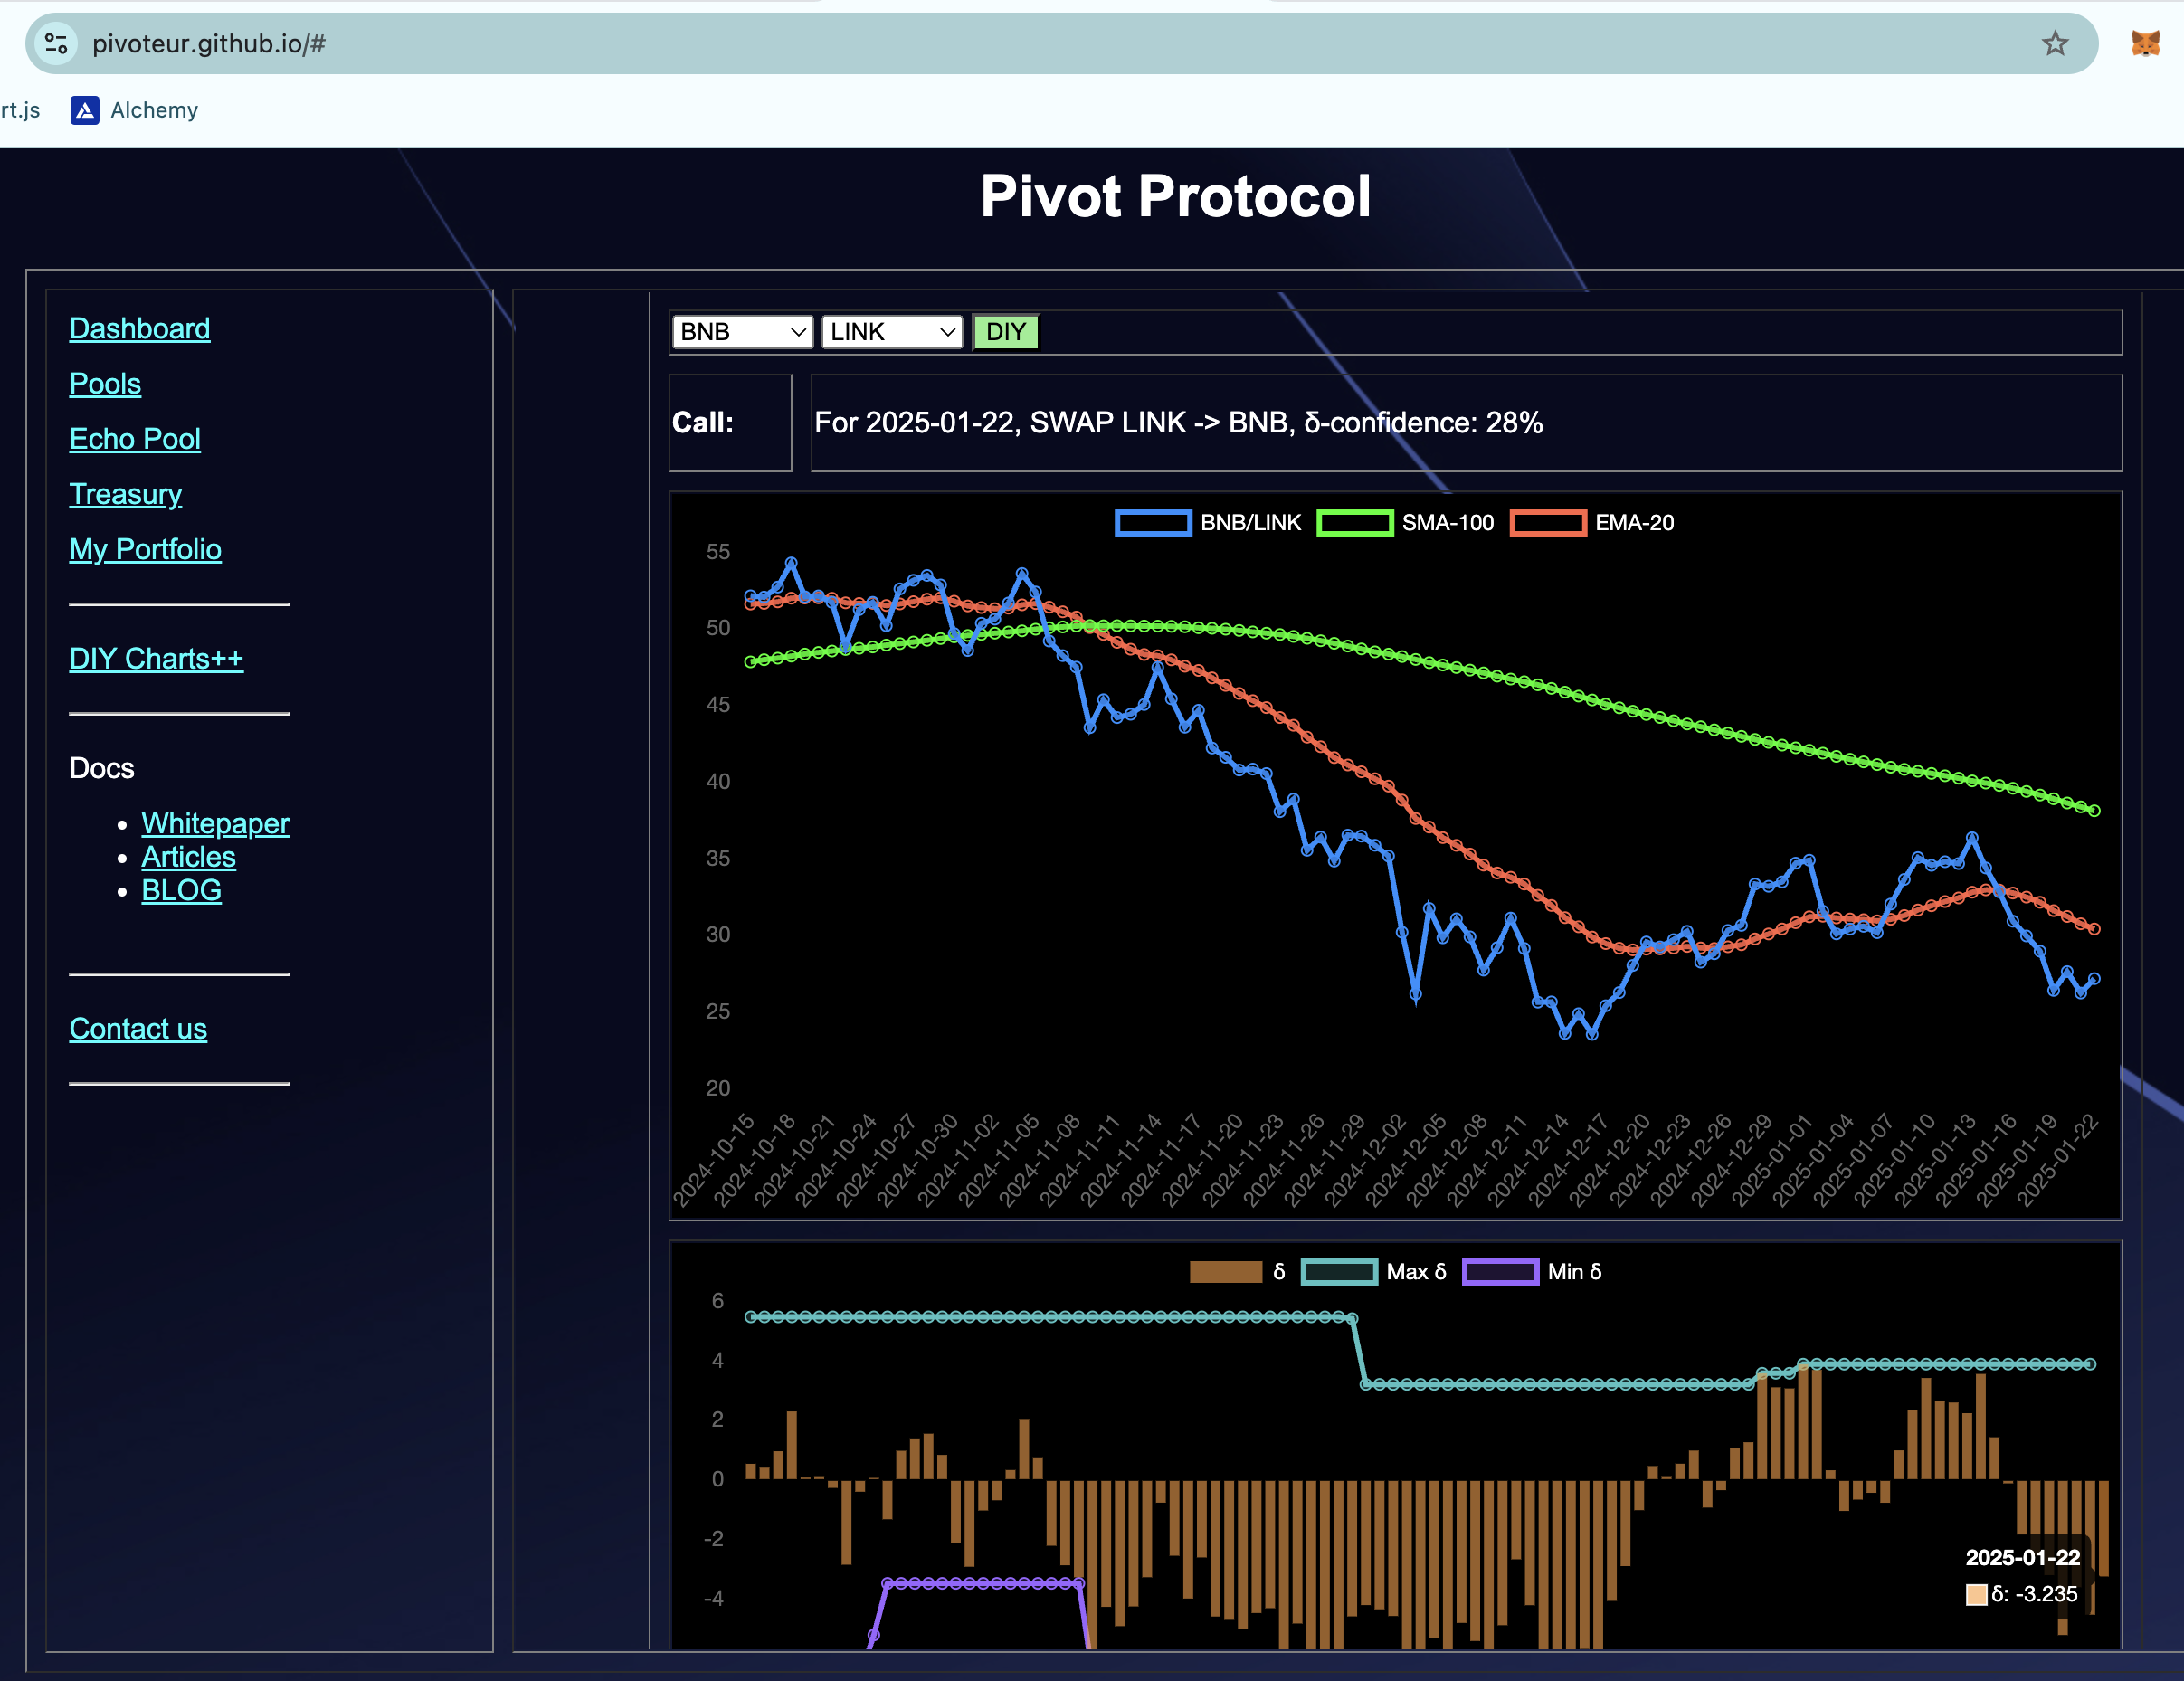 pivoteur.github.io/#
rt.js
Alchemy
Pivot Protocol
Dashboard
Pools
Echo Pool
Treasury
My Portfolio
DIY Charts++
Docs
Whitepaper
Articles
BLOG
Contact us
BNB LINK DIY
Call: For 2025-01-22, SWAP LINK -> BNB, δ-confidence: 28%
BNB/LINK SMA-100 EMA-20
55
50
45
40
35
30
25
20
2024-10-15
2024-10-18
2024-10-21
2024-10-24
2024-10-27
2024-10-30
2024-11-02
2024-11-05
2024-11-08
2024-11-11
2024-11-14
2024-11-17
2024-11-20
2024-11-23
2024-11-26
2024-11-29
2024-12-02
2024-12-05
2024-12-08
2024-12-11
2024-12-14
2024-12-17
2024-12-20
2024-12-23
2024-12-26
2024-12-29
2025-01-01
2025-01-04
2025-01-07
2025-01-10
2025-01-13
2025-01-16
2025-01-19
2025-01-22
δ Max δ Min δ
6
4
2
0
-2
-4
2025-01-22
δ: -3.235